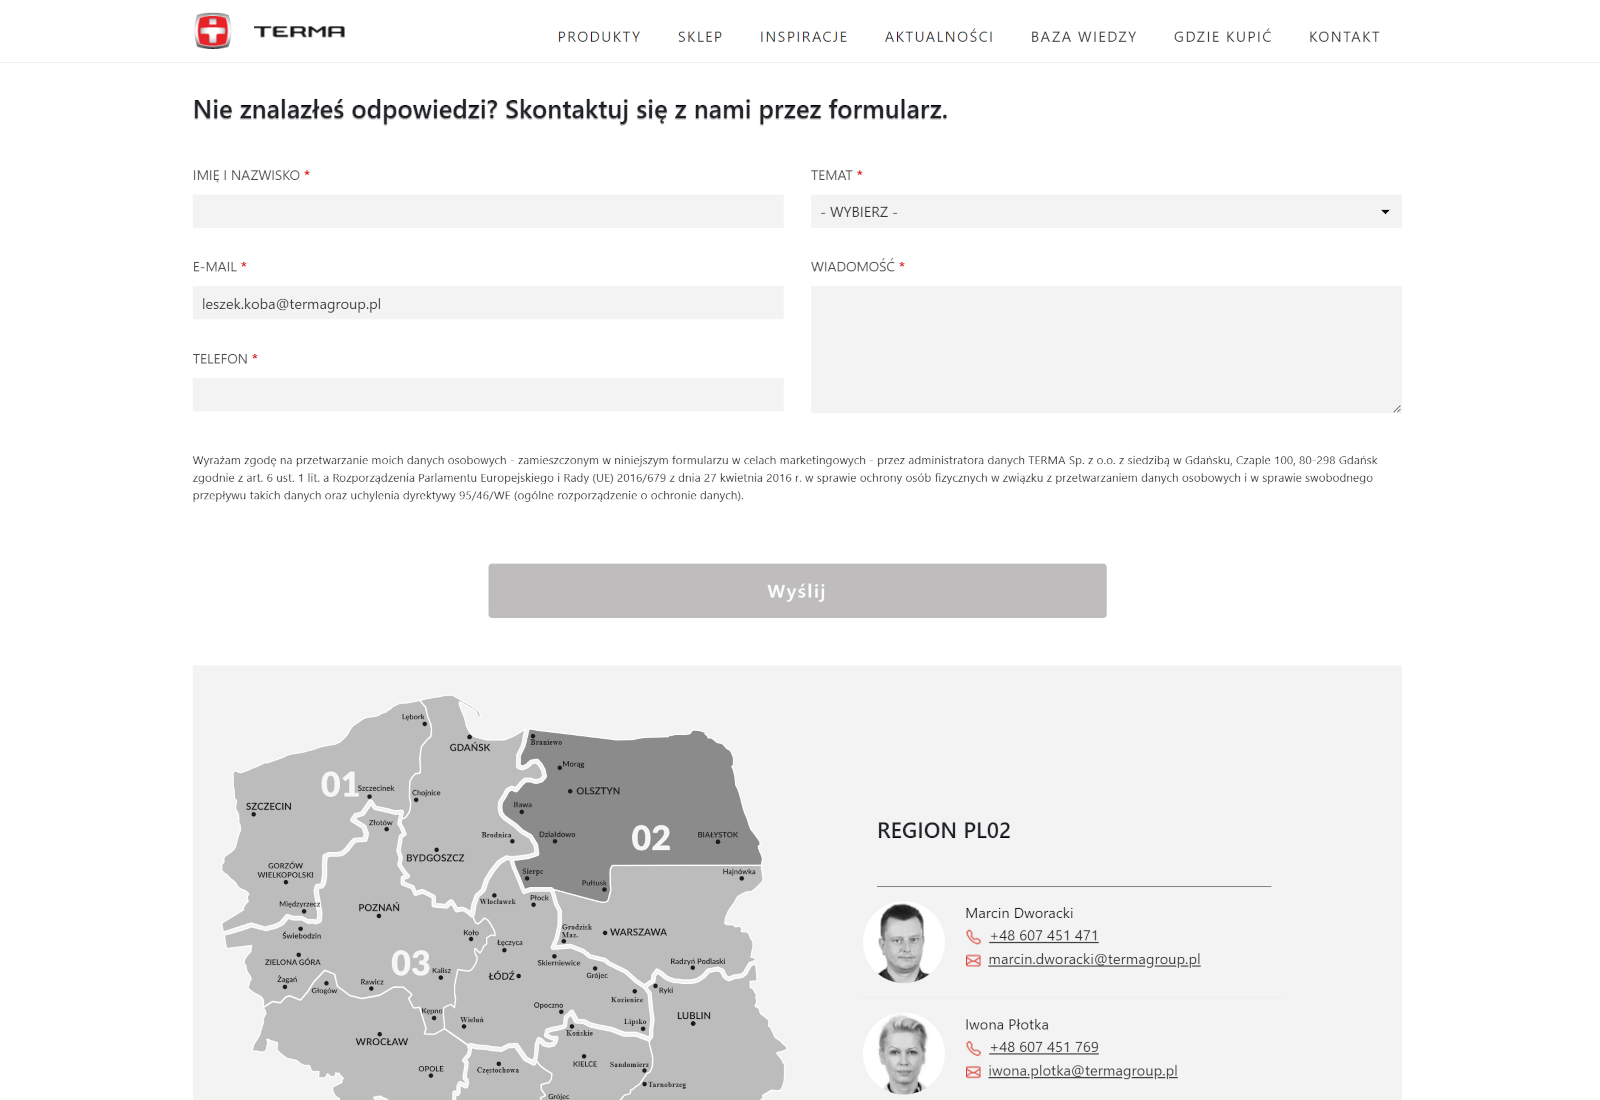 TERMA
PRODUKTY
SKLEP
INSPIRACJE
AKTUALNOŚCI
BAZA WIEDZY
GDZIE KUPIĆ
KONTAKT
Nie znalazłeś odpowiedzi? Skontaktuj się z nami przez formularz.
IMIĘ I NAZWISKO *
TEMAT *
- WYBIERZ -
E-MAIL *
leszek.koba@termagroup.pl
WIADOMOŚĆ *
TELEFON *
Wyrażam zgodę na przetwarzanie moich danych osobowych - zamieszczonym w niniejszym formularzu w celach marketingowych - przez administratora danych TERMA Sp. z o.o. z siedzibą w Gdańsku, Czaple 100, 80-298 Gdańsk
zgodnie z art. 6 ust. 1 lit. a Rozporządzenia Parlamentu Europejskiego i Rady (UE) 2016/679 z dnia 27 kwietnia 2016 r. w sprawie ochrony osób fizycznych w związku z przetwarzaniem danych osobowych i w sprawie swobodnego
przepływu takich danych oraz uchylenia dyrektywy 95/46/WE (ogólne rozporządzenie o ochronie danych).
Wyślij
Lębork
GDAŃSK
Braniewo
Morąg
01
Szczecinek
Chojnice
OLSZTYN
SZCZECIN
Iława
Złotów
Brodnica
Działdowo
02
BIAŁYSTOK
BYDGOSZCZ
GORZÓW
WIELKOPOLSKI
Sierpc
Pułtusk
Hajnówka
Międzyrzecz
POZNAŃ
Włocławek
Płock
Świebodzin
Koło
Łęczyca
Grodzisk
Maz.
WARSZAWA
ZIELONA GÓRA
03
Kalisz
Skierniewice
Radzyń Podlaski
Żagań
Głogów
Rawicz
ŁÓDŹ
Grójec
Kozienice
Ryki
Kępno
Wieluń
Opoczno
Lipsko
LUBLIN
WROCŁAW
Końskie
OPOLE
Częstochowa
KIELCE
Sandomierz
Tarnobrzeg
Grójec
REGION PL02
Marcin Dworacki
+48 607 451 471
marcin.dworacki@termagroup.pl
Iwona Płotka
+48 607 451 769
iwona.plotka@termagroup.pl